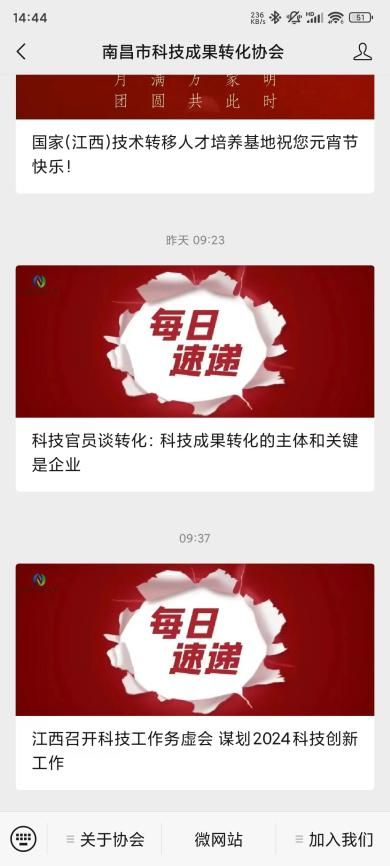 14:44
236 KB/s
HD
51
南昌市科技成果转化协会
月 满 万 家 明
团 圆 共 此 时
国家(江西)技术转移人才培养基地祝您元宵节
快乐!
昨天 09:23
每日
速递
科技官员谈转化：科技成果转化的主体和关键
是企业
09:37
每日
速递
江西召开科技工作务虚会 谋划2024科技创新
工作
关于协会
微网站
加入我们